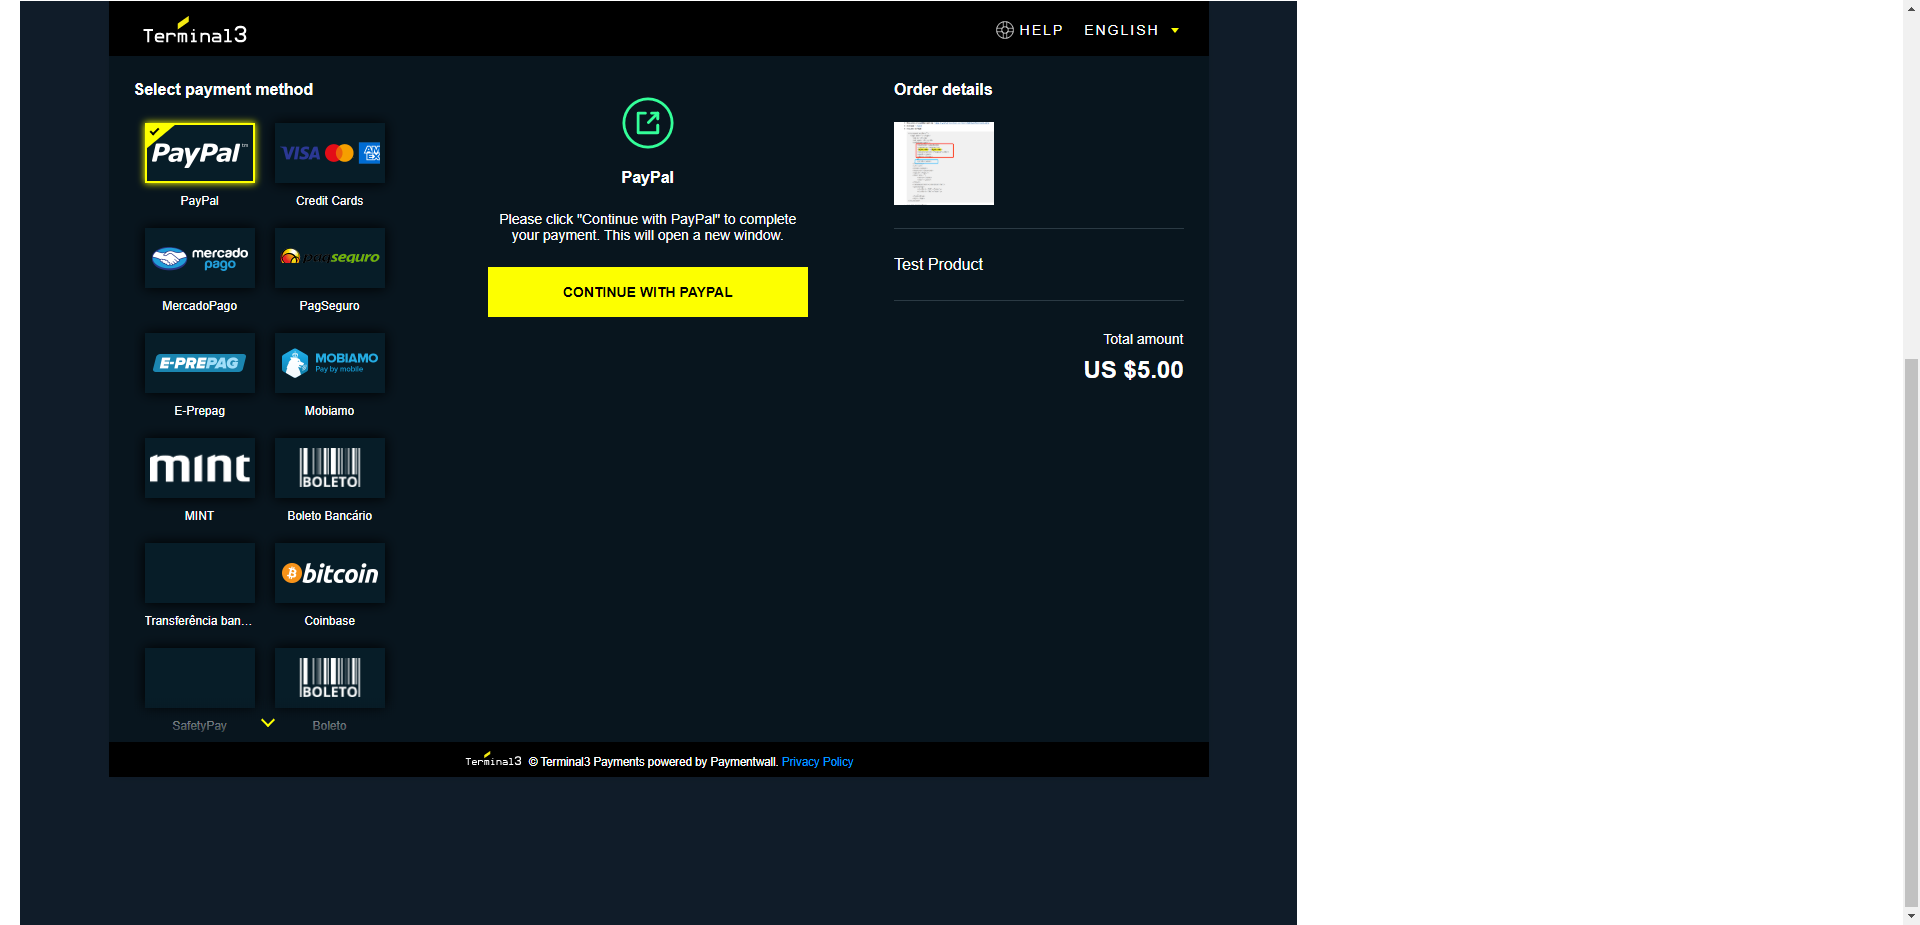 Terminal3
HELP
ENGLISH
Select payment method
PayPal™
PayPal
VISA
AM
EX
Credit Cards
mercado
pago
MercadoPago
pagseguro
PagSeguro
E-PREPAG
E-Prepag
MOBIAMO
Pay by mobile
Mobiamo
mint
MINT
BOLETO
Boleto Bancário
Transferência ban...
bitcoin
Coinbase
SafetyPay
BOLETO
Boleto
PayPal
Please click "Continue with PayPal" to complete
your payment. This will open a new window.
CONTINUE WITH PAYPAL
Order details
Test Product
Total amount
US $5.00
Terminal3 © Terminal3 Payments powered by Paymentwall. Privacy Policy